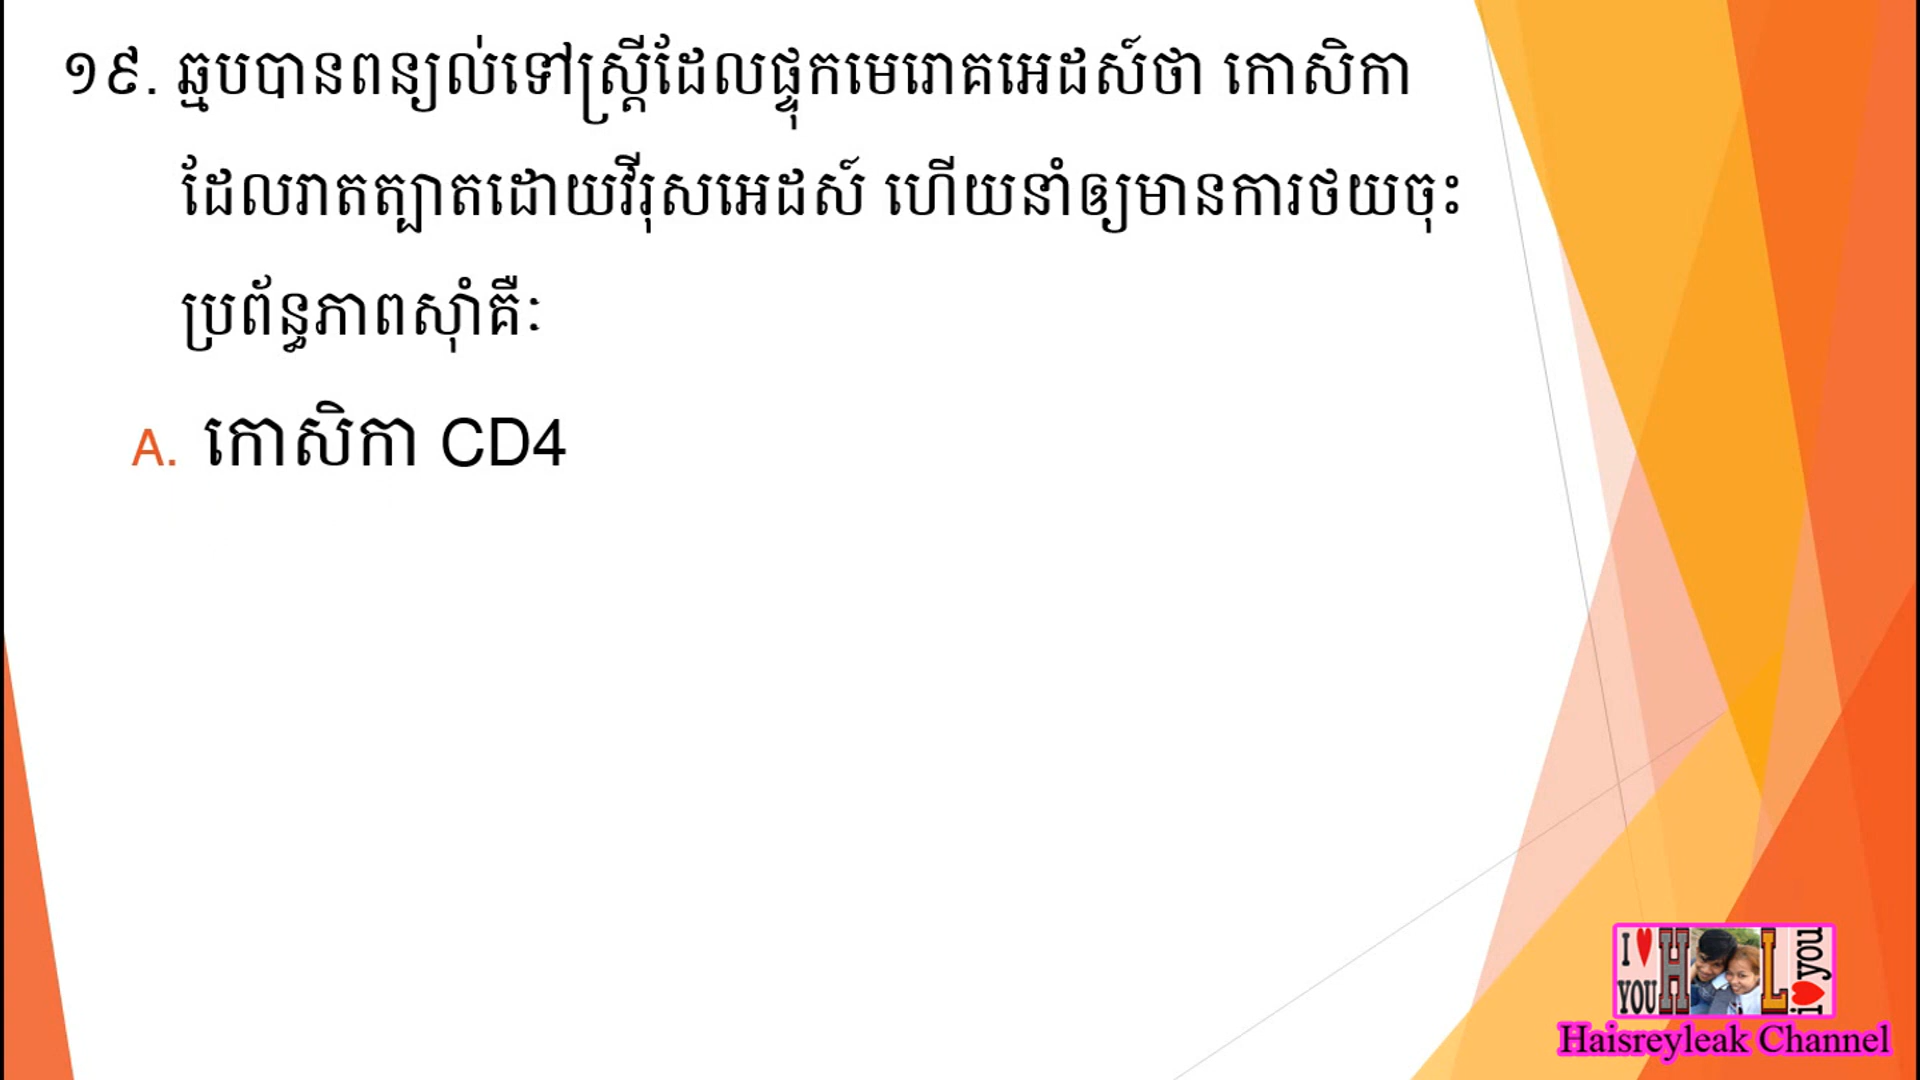 ១៩. ឆ្មបបានពន្យល់ទៅស្ត្រីដែលផ្ទុកមេរោគអេដស៍ថា កោសិកា
ដែលរាតត្បាតដោយវីរុសអេដស៍ ហើយនាំឲ្យមានការថយចុះ
ប្រព័ន្ធភាពស៊ាំគឺៈ
A. កោសិកា CD4
I ♥ YOU H L i ♥ you
Haisreyleak Channel